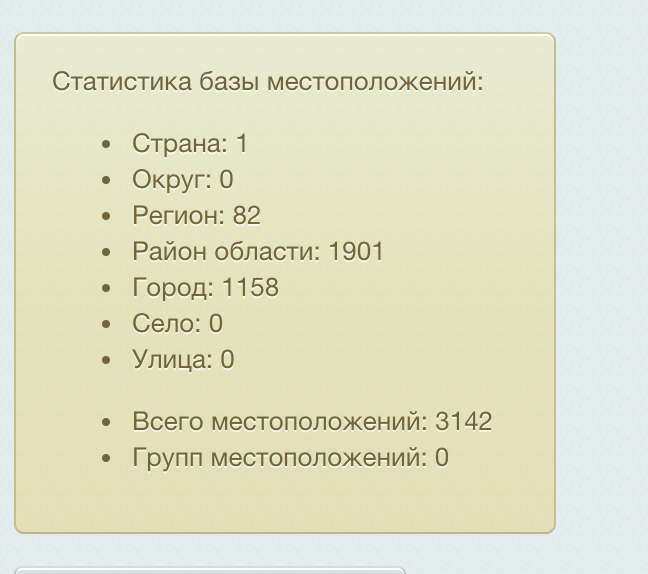 Статистика базы местоположений:
• Страна: 1
• Округ: 0
• Регион: 82
• Район области: 1901
• Город: 1158
• Село: 0
• Улица: 0
• Всего местоположений: 3142
• Групп местоположений: 0